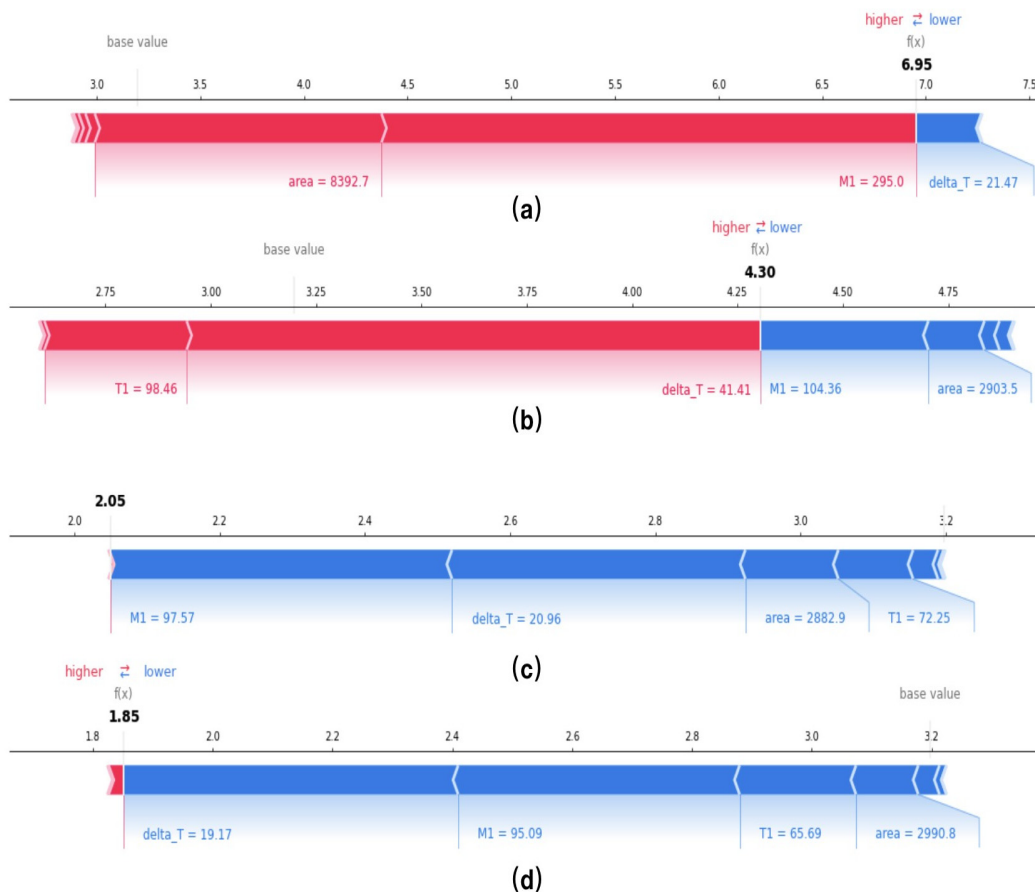 higher ⇄ lower
base value f(x)
6.95
3.0 3.5 4.0 4.5 5.0 5.5 6.0 6.5 7.0 7.5
area = 8392.7 M1 = 295.0 delta_T = 21.47
(a)
higher ⇄ lower
base value f(x)
4.30
2.75 3.00 3.25 3.50 3.75 4.00 4.25 4.50 4.75
T1 = 98.46 delta_T = 41.41 M1 = 104.36 area = 2903.5
(b)
2.05
2.0 2.2 2.4 2.6 2.8 3.0 3.2
M1 = 97.57 delta_T = 20.96 area = 2882.9 T1 = 72.25
(c)
higher ⇄ lower
f(x) base value
1.85
1.8 2.0 2.2 2.4 2.6 2.8 3.0 3.2
delta_T = 19.17 M1 = 95.09 T1 = 65.69 area = 2990.8
(d)